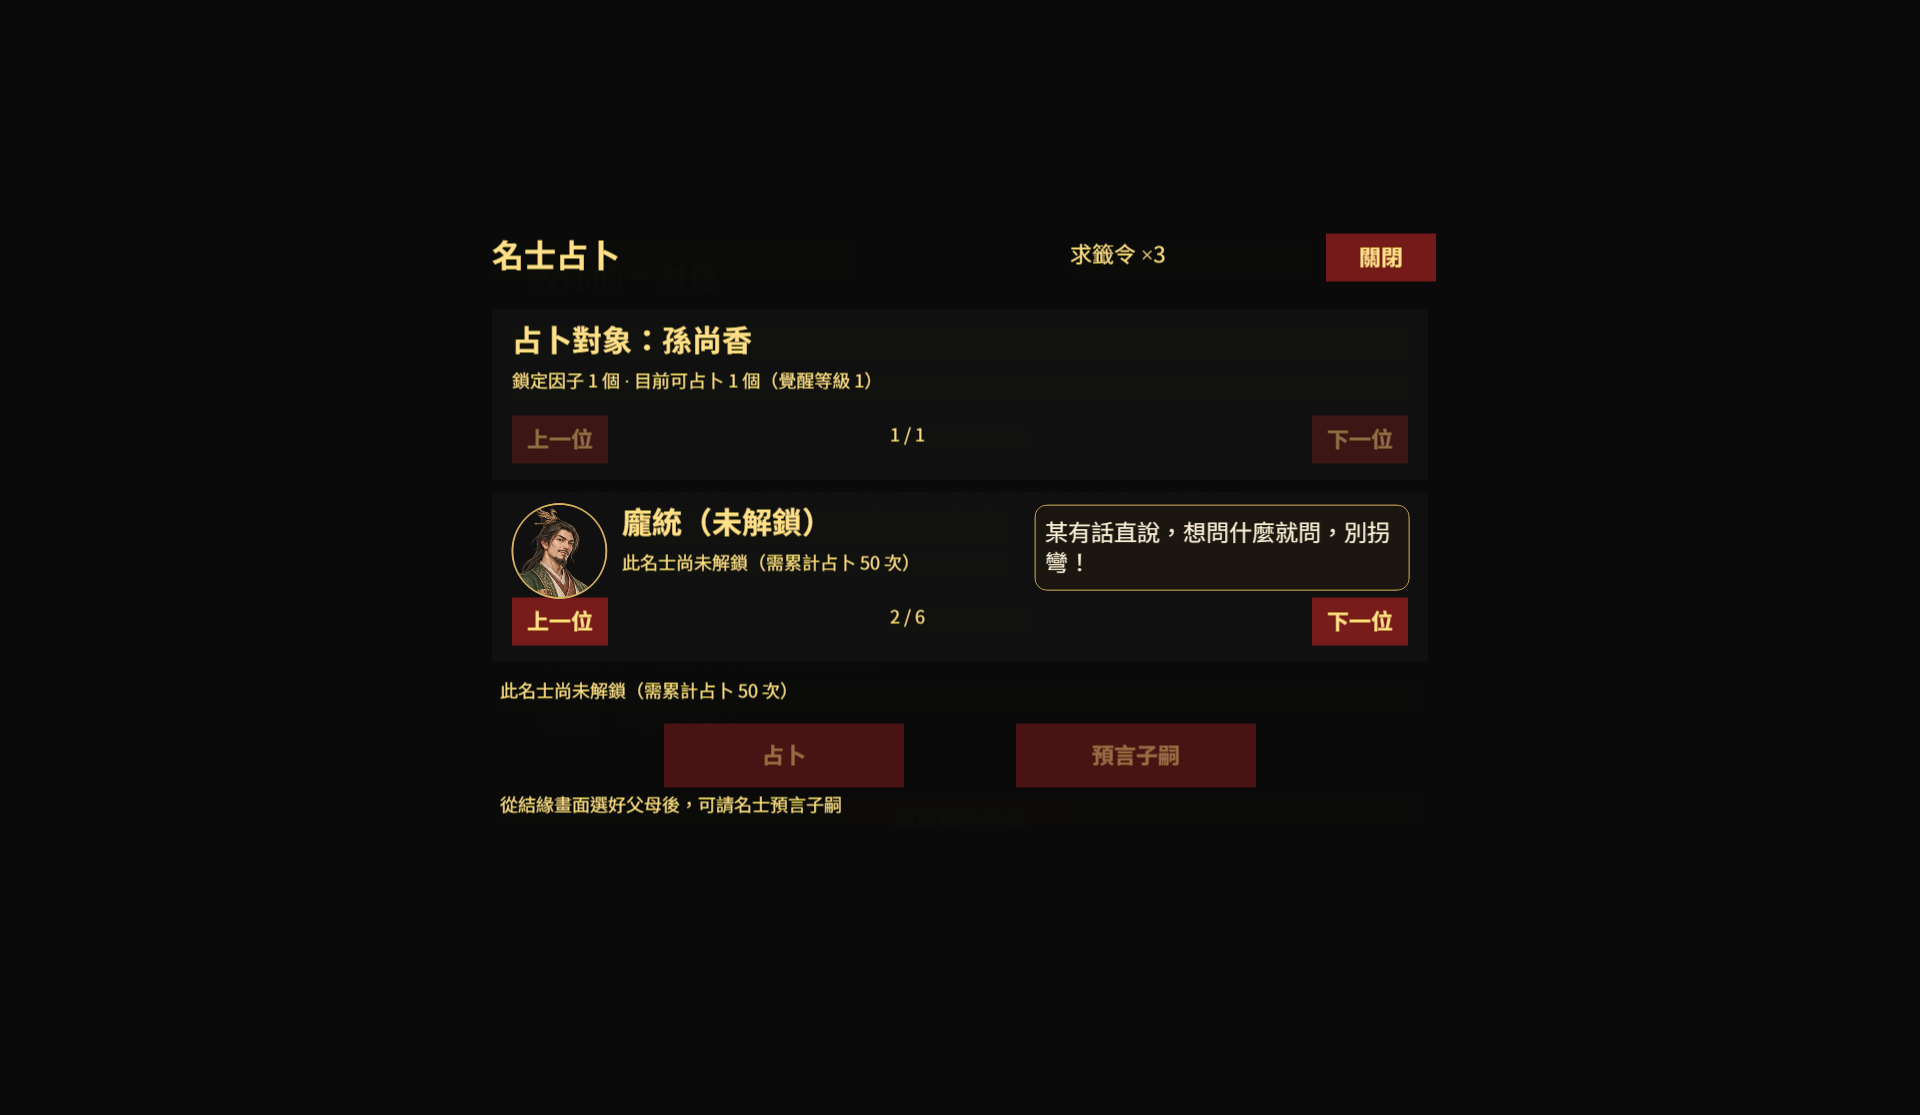 名士占卜
求籤令 ×3
關閉
占卜對象：孫尚香
鎖定因子 1 個 · 目前可占卜 1 個（覺醒等級 1）
上一位
1 / 1
下一位
龐統（未解鎖）
此名士尚未解鎖（需累計占卜 50 次）
某有話直說，想問什麼就問，別拐
彎！
上一位
2 / 6
下一位
此名士尚未解鎖（需累計占卜 50 次）
占卜
預言子嗣
從結緣畫面選好父母後，可請名士預言子嗣